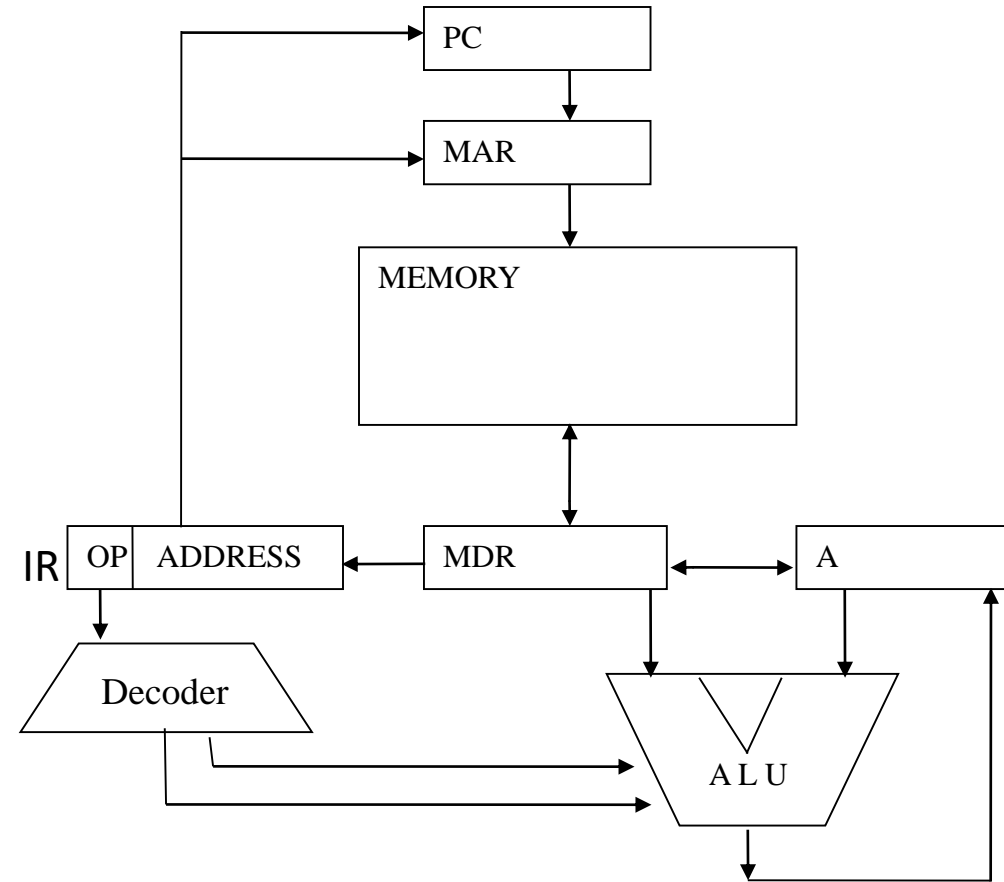 PC
MAR
MEMORY
IR OP ADDRESS MDR A
Decoder
A L U